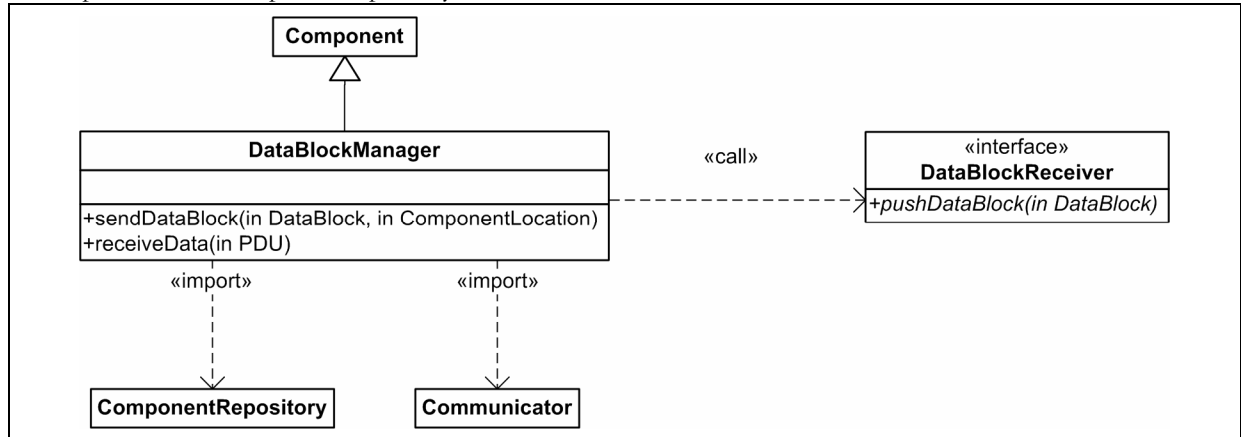 Component
DataBlockManager
«call»
«interface»
DataBlockReceiver
+sendDataBlock(in DataBlock, in ComponentLocation)
+pushDataBlock(in DataBlock)
+receiveData(in PDU)
«import»
«import»
ComponentRepository
Communicator